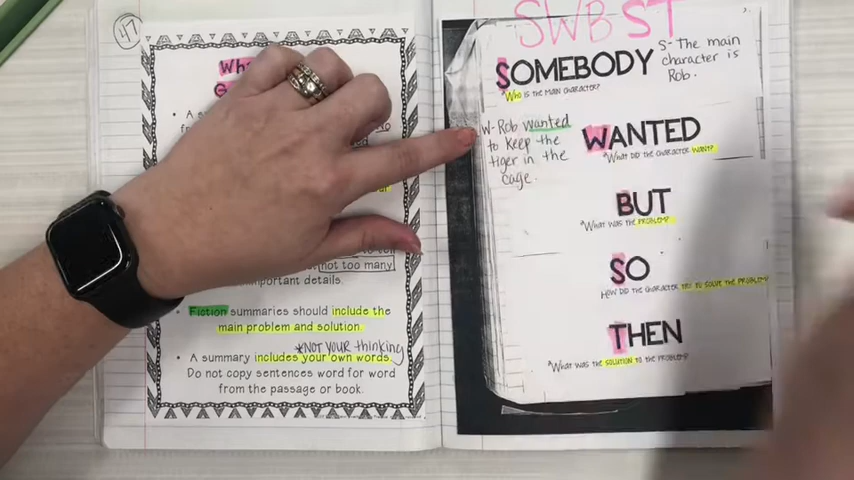 47
SWBST
SOMEBODY
*Who is the main character?
S- The main
character is
Rob.
W- Rob wanted
to keep the
tiger in the
cage.
WANTED
*What did the character want?
BUT
*What was the problem?
SO
How did the character try to solve the problem?
THEN
*What was the solution to the problem?
(not too many)
important details.
Fiction summaries should include the
main problem and solution.
*NOT YOUR thinking
• A summary includes your own words.
Do not copy sentences word for word
from the passage or book.